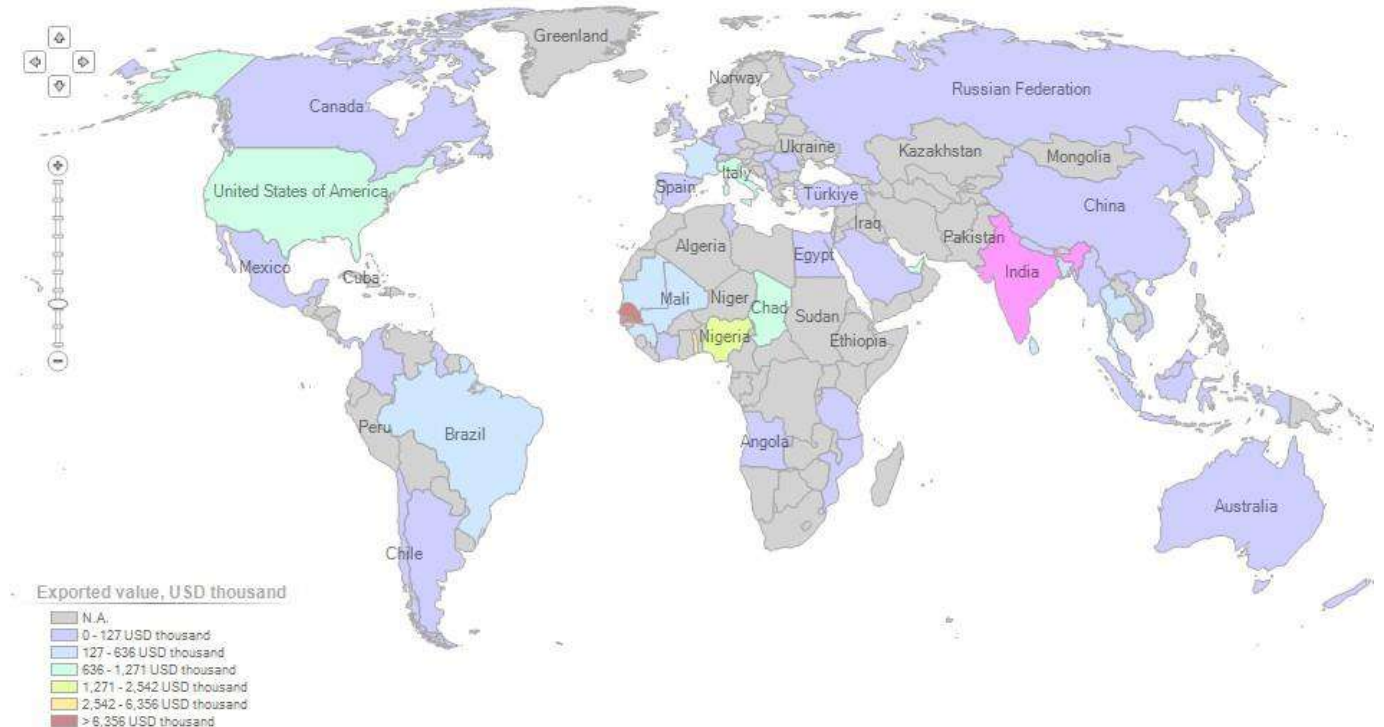 Greenland
Norway
Russian Federation
Canada
Ukraine
Kazakhstan
Mongolia
United States of America
Spain
Italy
Türkiye
China
Iraq
Pakistan
Algeria
Egypt
India
Mexico
Cuba
Mali
Niger
Chad
Sudan
Nigeria
Ethiopia
Peru
Brazil
Angola
Australia
Chile
Exported value, USD thousand
N.A.
0 - 127 USD thousand
127 - 636 USD thousand
636 - 1,271 USD thousand
1,271 - 2,542 USD thousand
2,542 - 6,356 USD thousand
> 6,356 USD thousand